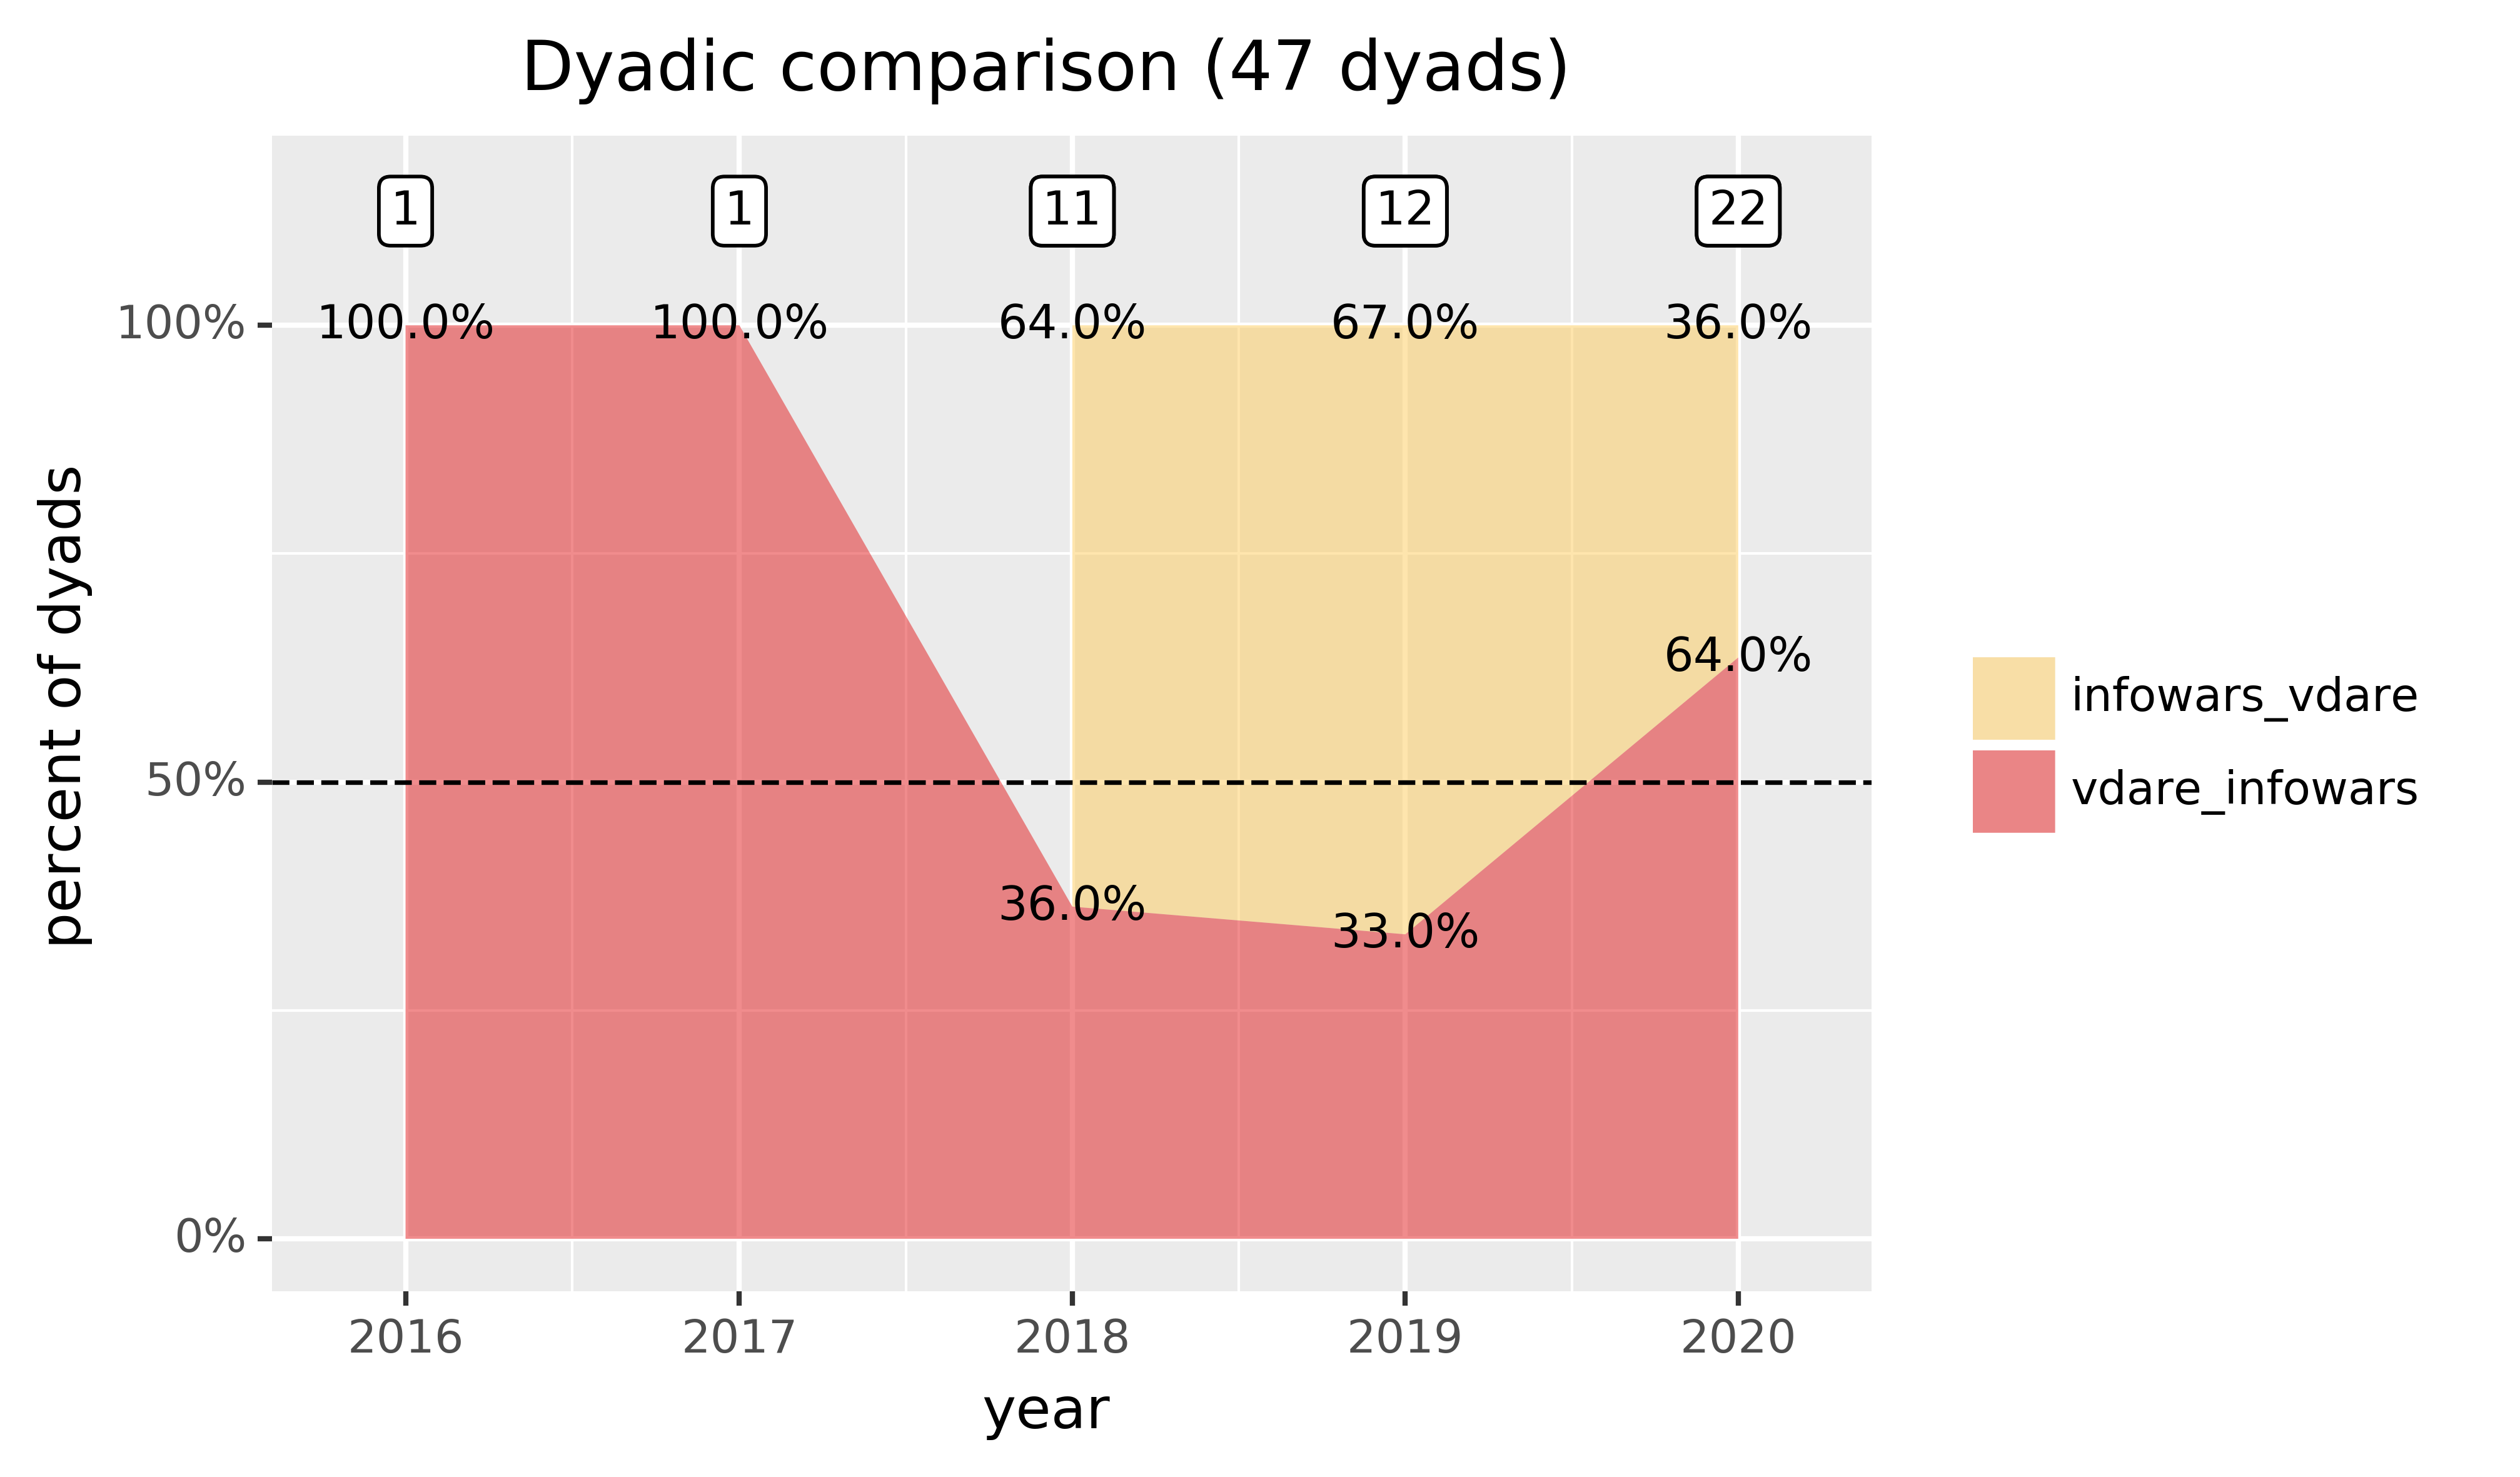 Dyadic comparison (47 dyads)
1 1 11 12 22
100% 100.0% 100.0% 64.0% 67.0% 36.0%
64.0%
50%
36.0%
33.0%
0%
2016 2017 2018 2019 2020
year
percent of dyads
infowars_vdare
vdare_infowars